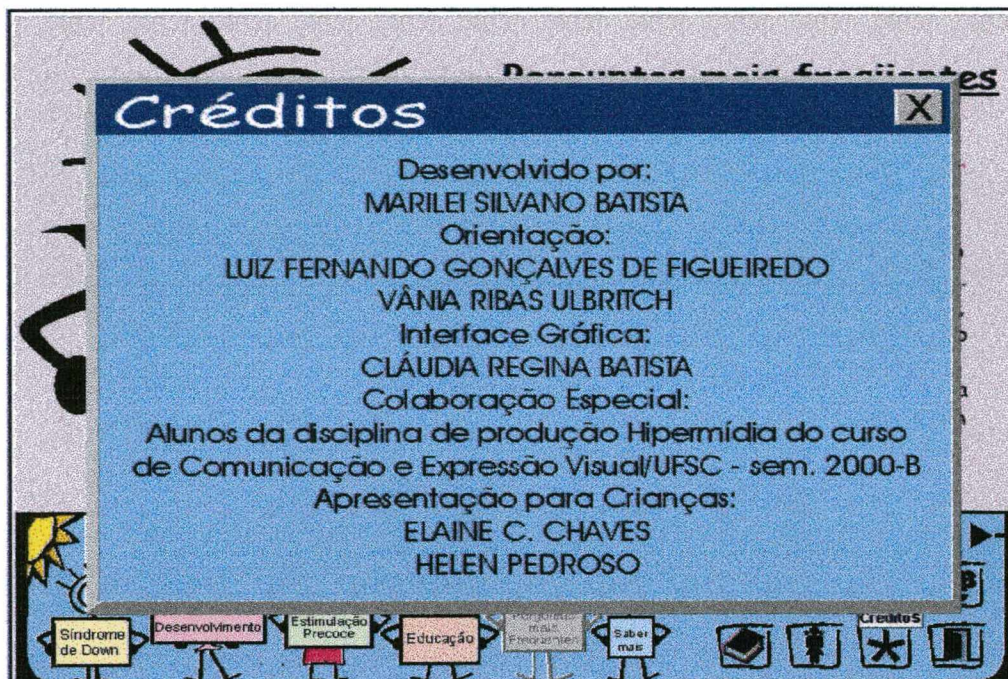 Perguntas mais freqüentes
Créditos
X
Desenvolvido por:
MARILEI SILVANO BATISTA
Orientação:
LUIZ FERNANDO GONÇALVES DE FIGUEIREDO
VÂNIA RIBAS ULBRITCH
Interface Gráfica:
CLÁUDIA REGINA BATISTA
Colaboração Especial:
Alunos da disciplina de produção Hipermídia do curso
de Comunicação e Expressão Visual/UFSC - sem. 2000-B
Apresentação para Crianças:
ELAINE C. CHAVES
HELEN PEDROSO
Síndrome
de Down
Desenvolvimento
Estimulação
Precoce
Educação
Perguntas
mais
Frequentes
Saber
mais
Créditos